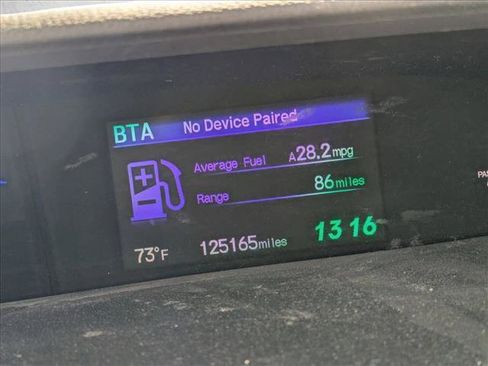 BTA No Device Paired
Average Fuel A28.2mpg
Range 86miles
73°F 125165miles 13 16